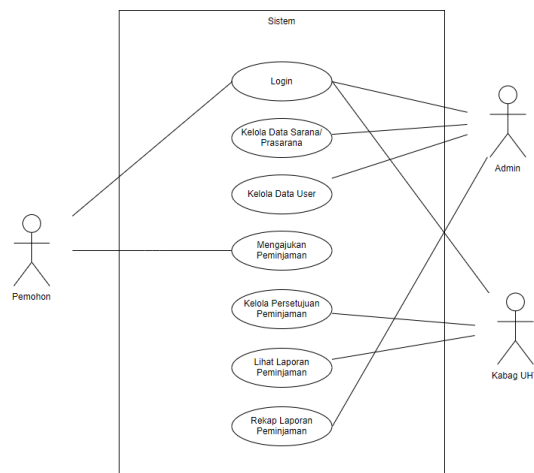 Sistem
Login
Kelola Data Sarana/
Prasarana
Kelola Data User
Mengajukan
Peminjaman
Kelola Persetujuan
Peminjaman
Lihat Laporan
Peminjaman
Rekap Laporan
Peminjaman
Pemohon
Admin
Kabag UH